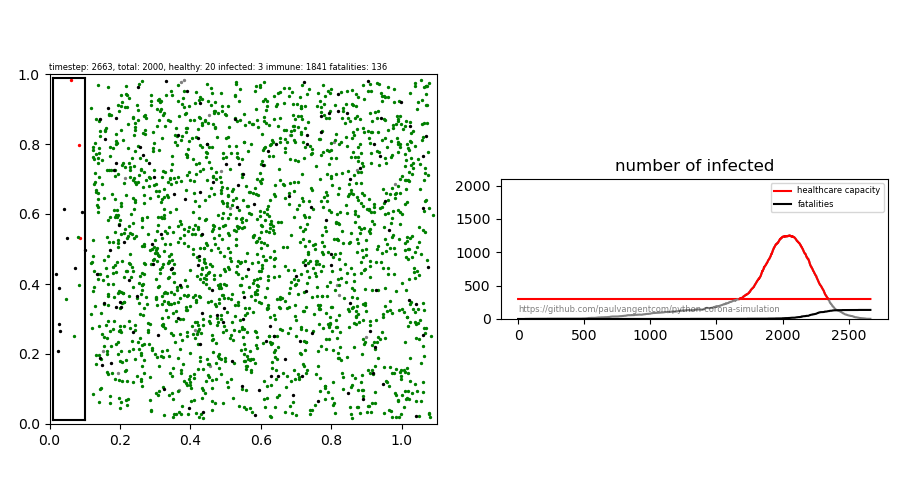 timestep: 2663, total: 2000, healthy: 20 infected: 3 immune: 1841 fatalities: 136
1.0
0.8
0.6
0.4
0.2
0.0
0.0 0.2 0.4 0.6 0.8 1.0
number of infected
2000
1500
1000
500
0
healthcare capacity
fatalities
https://github.com/paulvangentcom/python-corona-simulation
0 500 1000 1500 2000 2500